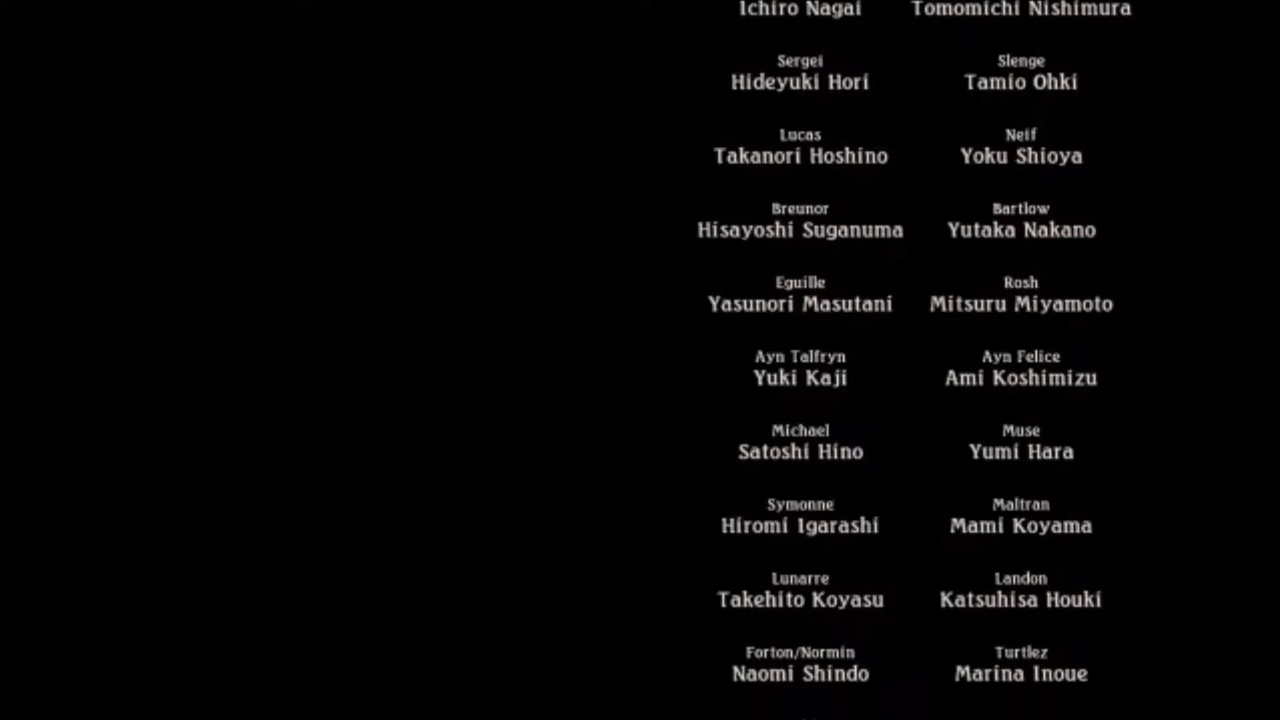 Ichiro Nagai Tomomichi Nishimura
Sergei Slenge
Hideyuki Hori Tamio Ohki
Lucas Neif
Takanori Hoshino Yoku Shioya
Breunor Bartlow
Hisayoshi Suganuma Yutaka Nakano
Eguille Rosh
Yasunori Masutani Mitsuru Miyamoto
Ayn Talfryn Ayn Felice
Yuki Kaji Ami Koshimizu
Michael Muse
Satoshi Hino Yumi Hara
Symonne Maltran
Hiromi Igarashi Mami Koyama
Lunarre Landon
Takehito Koyasu Katsuhisa Houki
Forton/Normin Turtlez
Naomi Shindo Marina Inoue